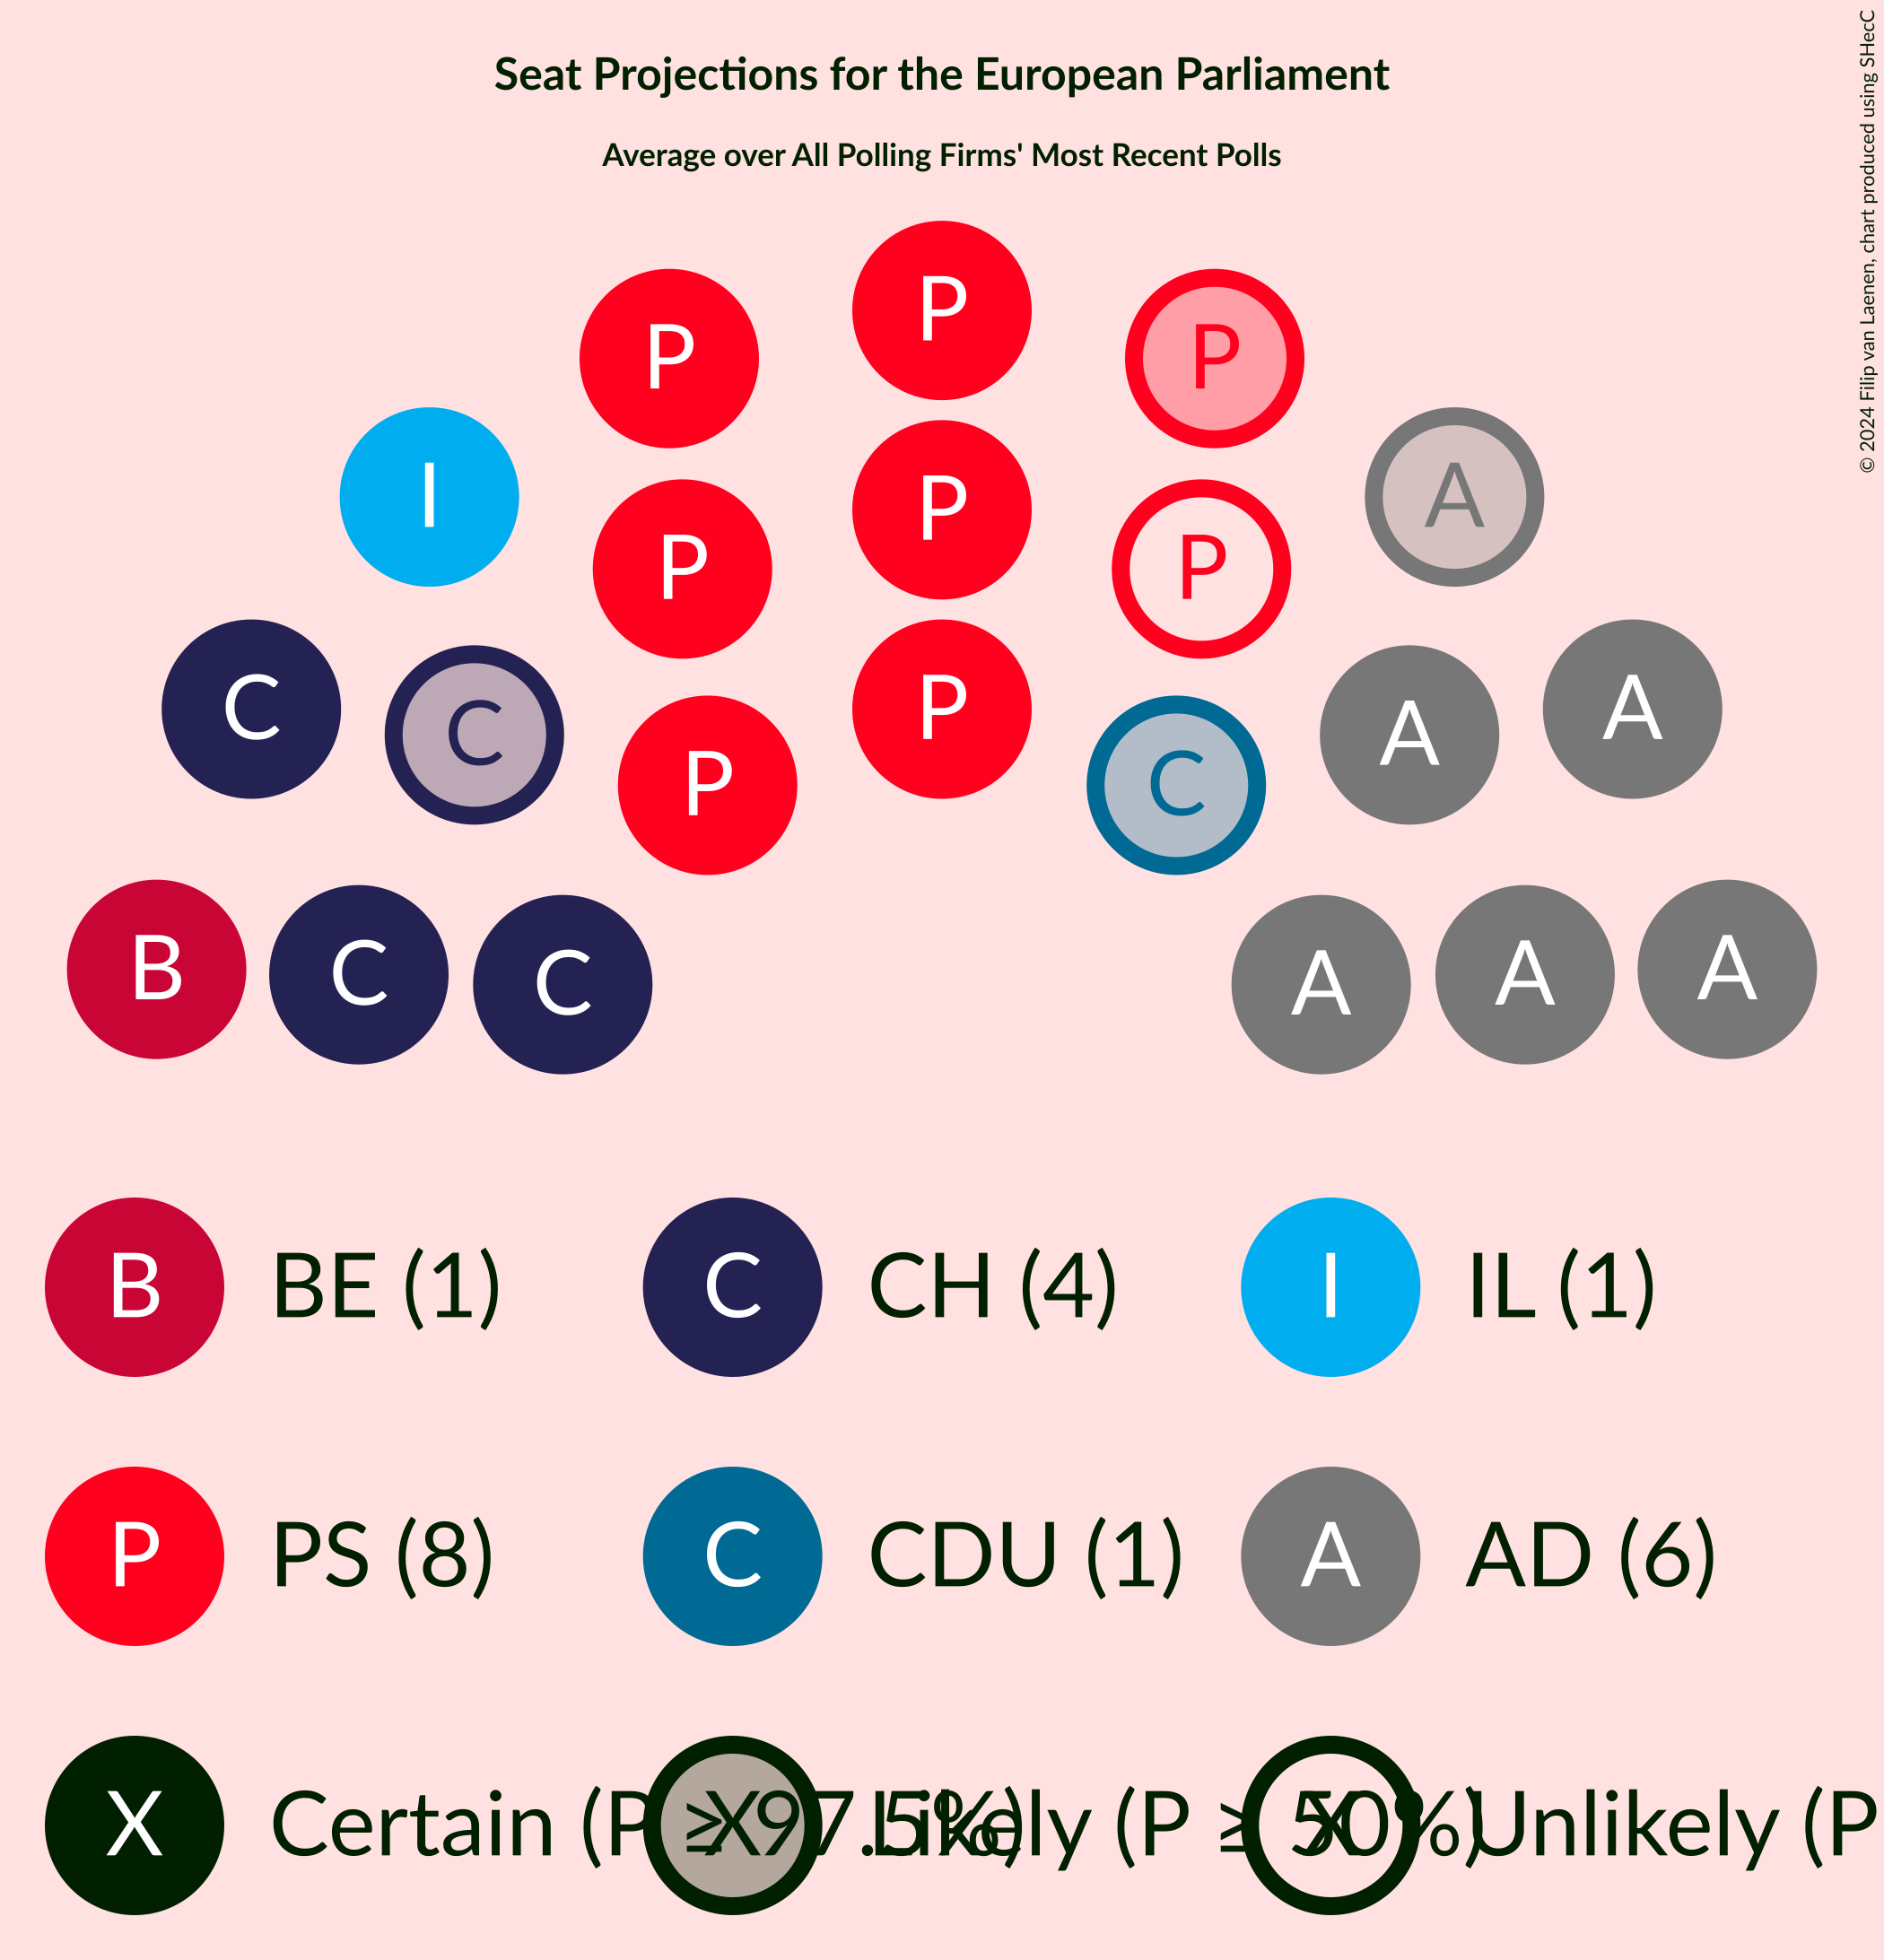 Seat Projections for the European Parliament
Average over All Polling Firms' Most Recent Polls
© 2024 Filip van Laenen, chart produced using SHecC
P
P P
I P A
P P
P
C C P C A A
P
B C C A A A
B BE (1) C CH (4) I IL (1)
P PS (8) C CDU (1) A AD (6)
X Certain (P ≥ 97.5%) X Likely (P ≥ 50%) X Unlikely (P